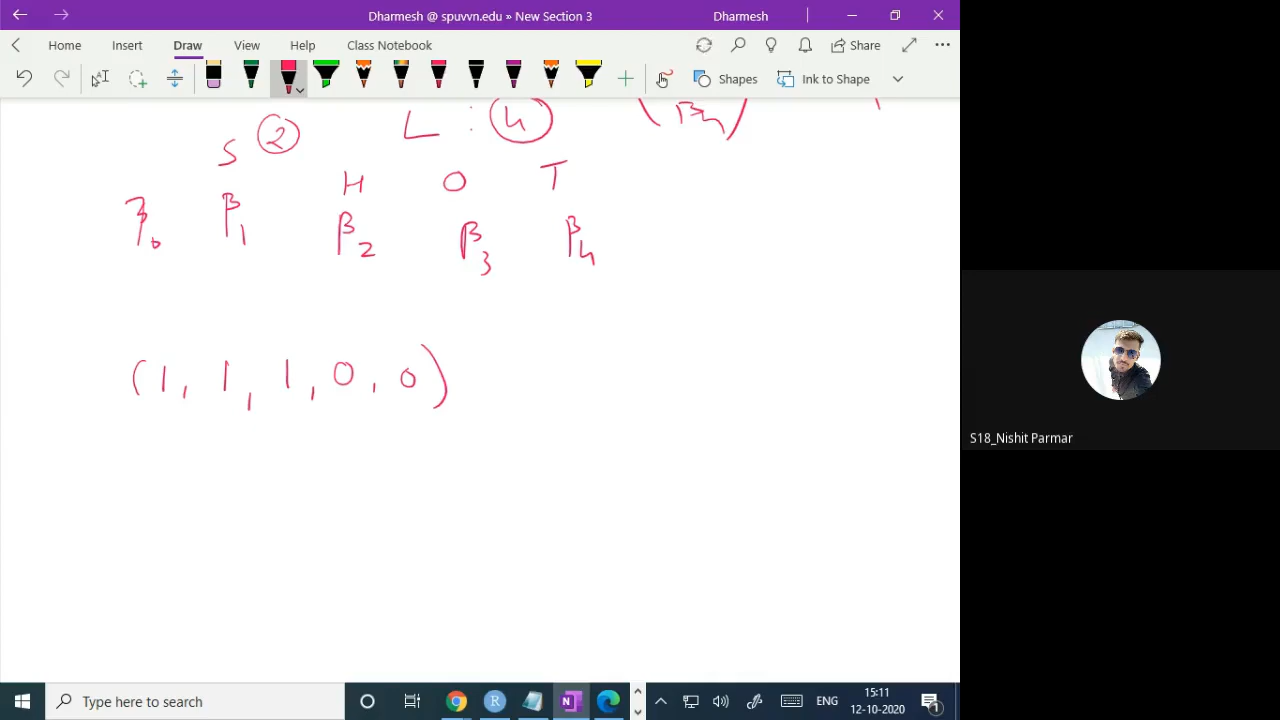 Dharmesh @ spuvvn.edu » New Section 3
Dharmesh
Home Insert Draw View Help Class Notebook
Share
Shapes
Ink to Shape
S 2 L : 4
H O T
β0 β1 β2 β3 β4
(1, 1, 1, 0, 0)
S18_Nishit Parmar
Type here to search
ENG
15:11
12-10-2020